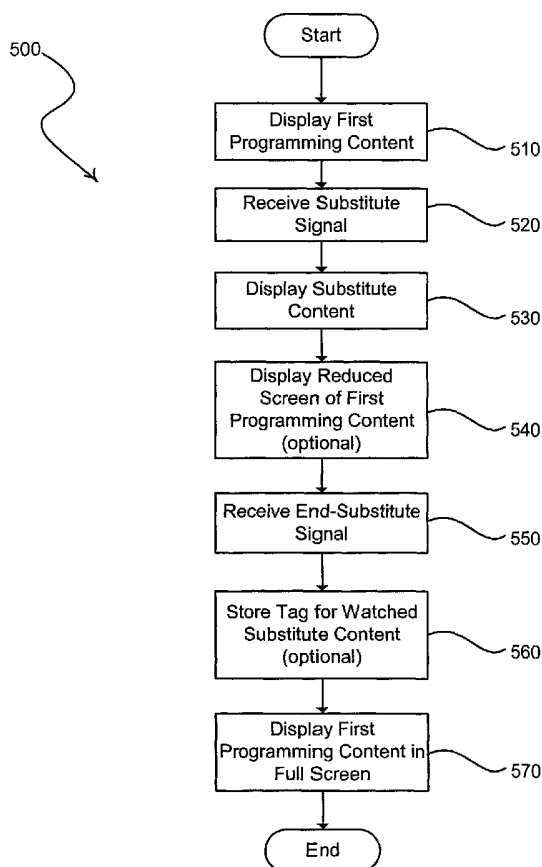 Start
500
Display First
Programming Content
510
Receive Substitute
Signal
520
Display Substitute
Content
530
Display Reduced
Screen of First
Programming Content
(optional)
540
Receive End-Substitute
Signal
550
Store Tag for Watched
Substitute Content
(optional)
560
Display First
Programming Content in
Full Screen
570
End